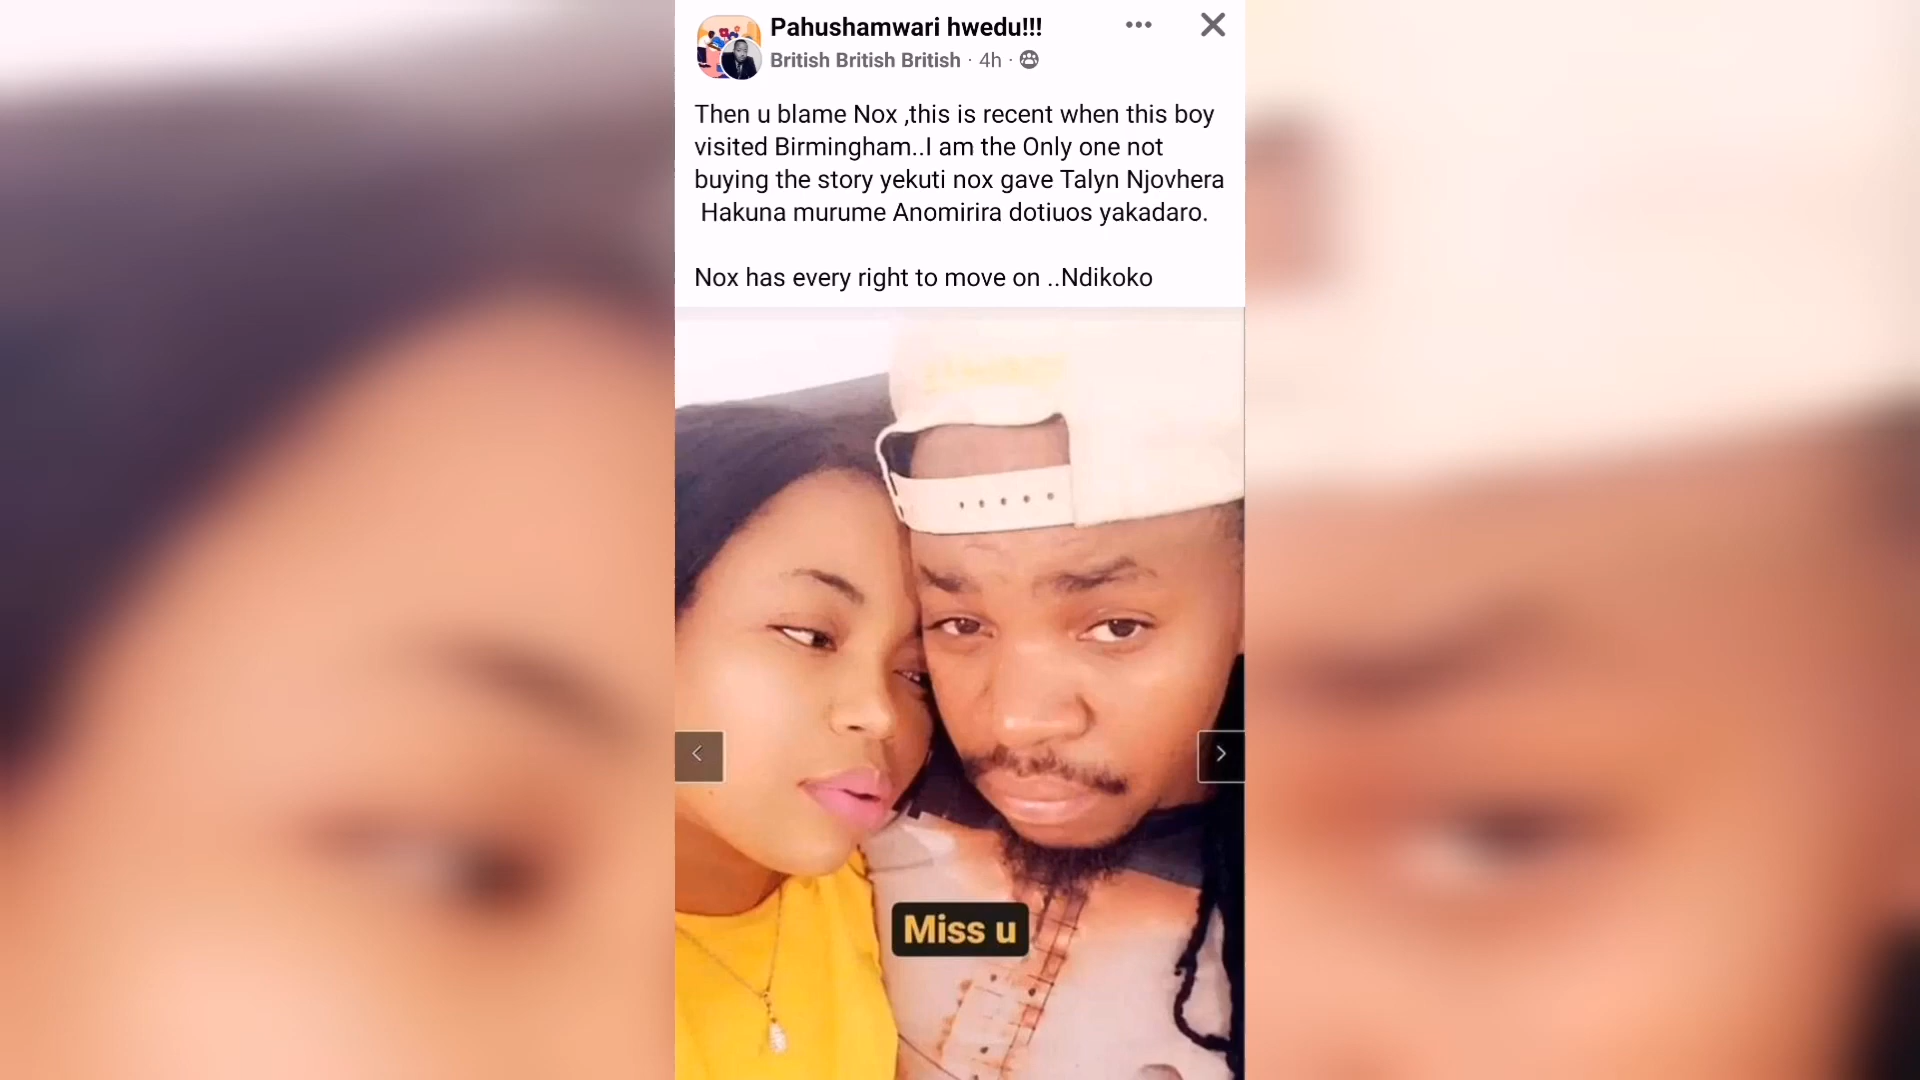 Pahushamwari hwedu!!!
British British British · 4h ·
Then u blame Nox ,this is recent when this boy
visited Birmingham..I am the Only one not
buying the story yekuti nox gave Talyn Njovhera
Hakuna murume Anomirira dotiuos yakadaro.
Nox has every right to move on ..Ndikoko
Miss u